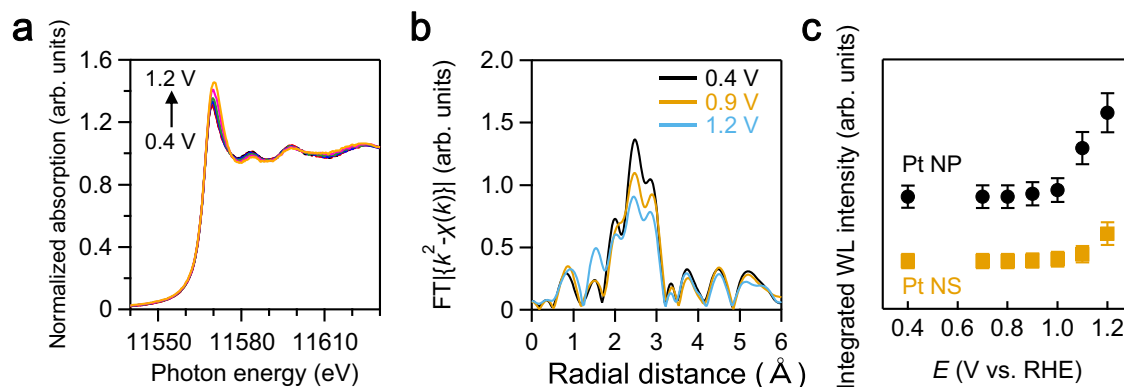 a
Normalized absorption (arb. units)
1.6
1.2
0.8
0.4
0
1.2 V
0.4 V
11550
11580
11610
Photon energy (eV)
b
FT|{k²-χ(k)}| (arb. units)
2.0
1.5
1.0
0.5
0.0
0.4 V
0.9 V
1.2 V
0 1 2 3 4 5 6
Radial distance (Å)
c
Integrated WL intensity (arb. units)
Pt NP
Pt NS
0.4 0.6 0.8 1.0 1.2
E (V vs. RHE)